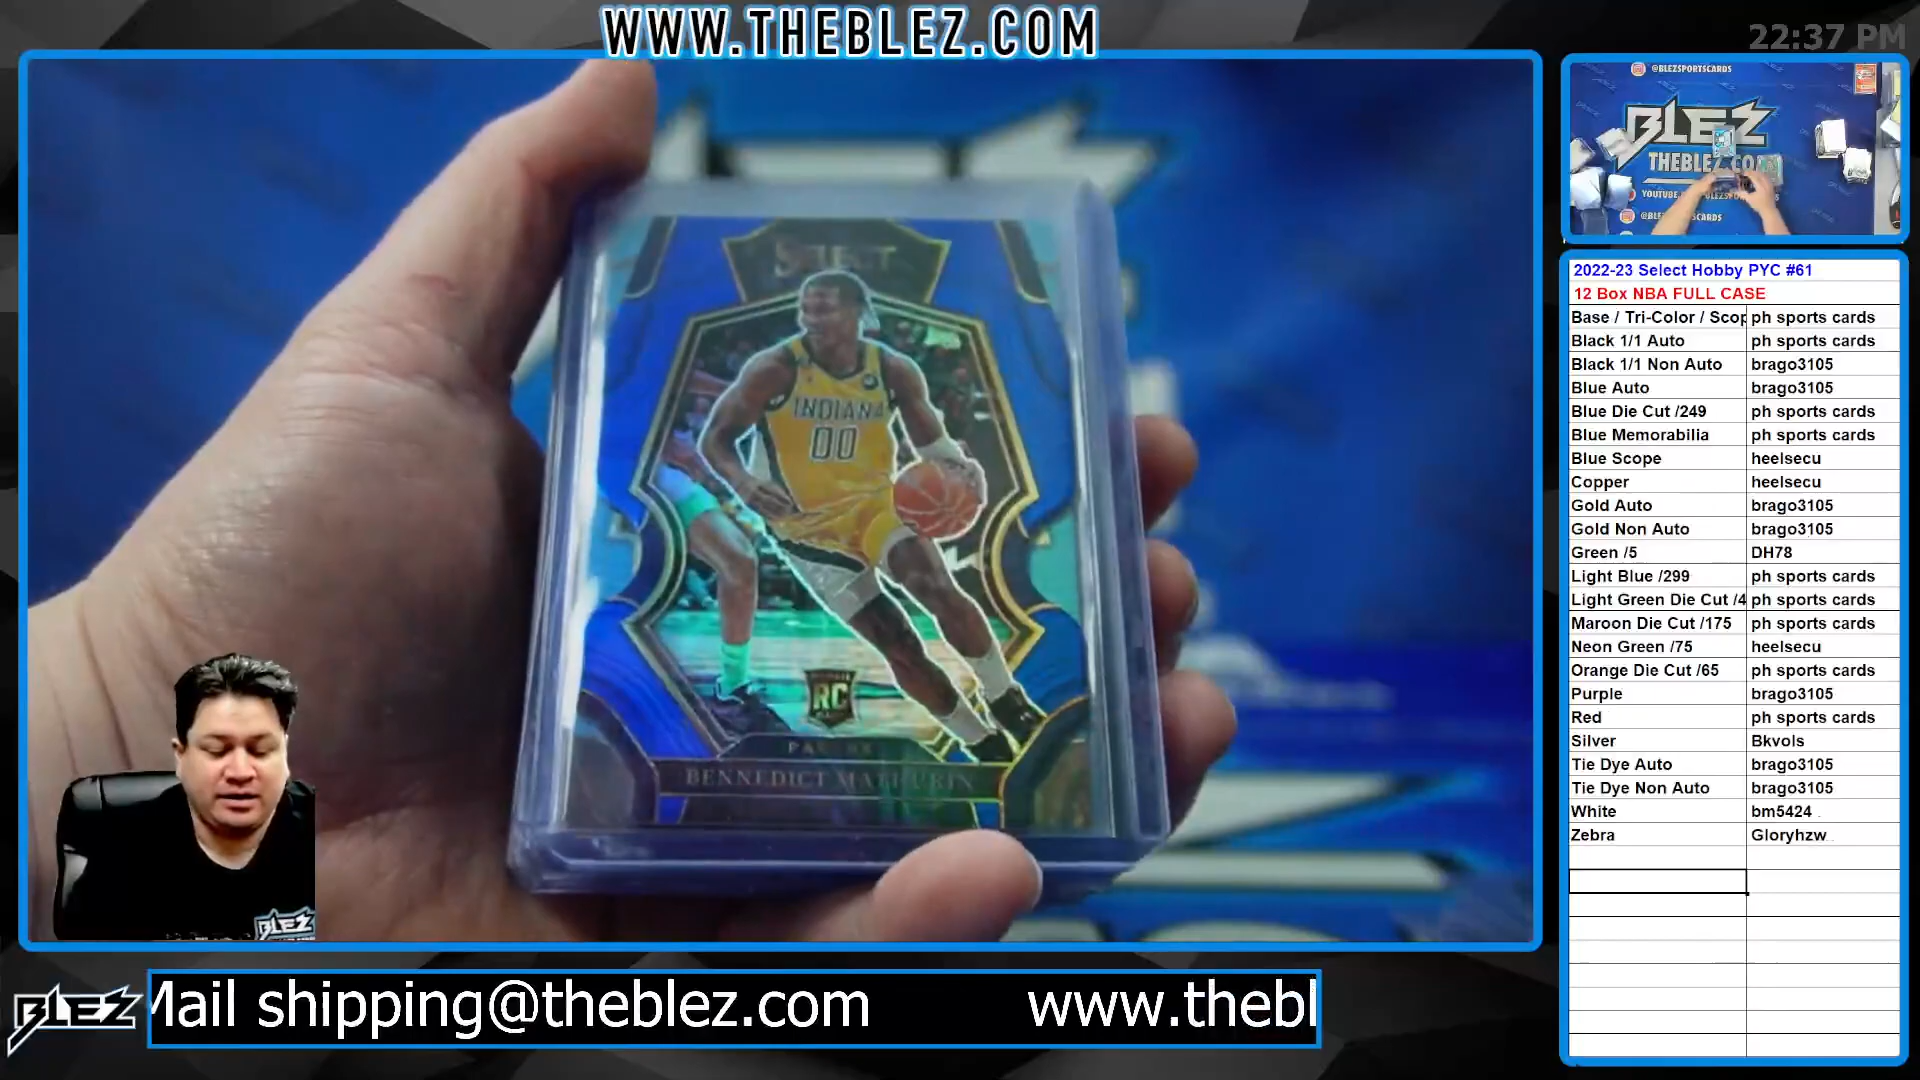 WWW.THEBLEZ.COM
22:37 PM
SELECT
INDIANA
00
RC
BENNEDICT MATHURIN
BLEZ
BLEZ
Mail shipping@theblez.com www.thebl
@BLEZSPORTSCARDS
BLEZ
THEBLEZ.COM
2022-23 Select Hobby PYC #61
12 Box NBA FULL CASE
Base / Tri-Color / Scop ph sports cards
Black 1/1 Auto ph sports cards
Black 1/1 Non Auto brago3105
Blue Auto brago3105
Blue Die Cut /249 ph sports cards
Blue Memorabilia ph sports cards
Blue Scope heelsecu
Copper heelsecu
Gold Auto brago3105
Gold Non Auto brago3105
Green /5 DH78
Light Blue /299 ph sports cards
Light Green Die Cut /4 ph sports cards
Maroon Die Cut /175 ph sports cards
Neon Green /75 heelsecu
Orange Die Cut /65 ph sports cards
Purple brago3105
Red ph sports cards
Silver Bkvols
Tie Dye Auto brago3105
Tie Dye Non Auto brago3105
White bm5424
Zebra Gloryhzw